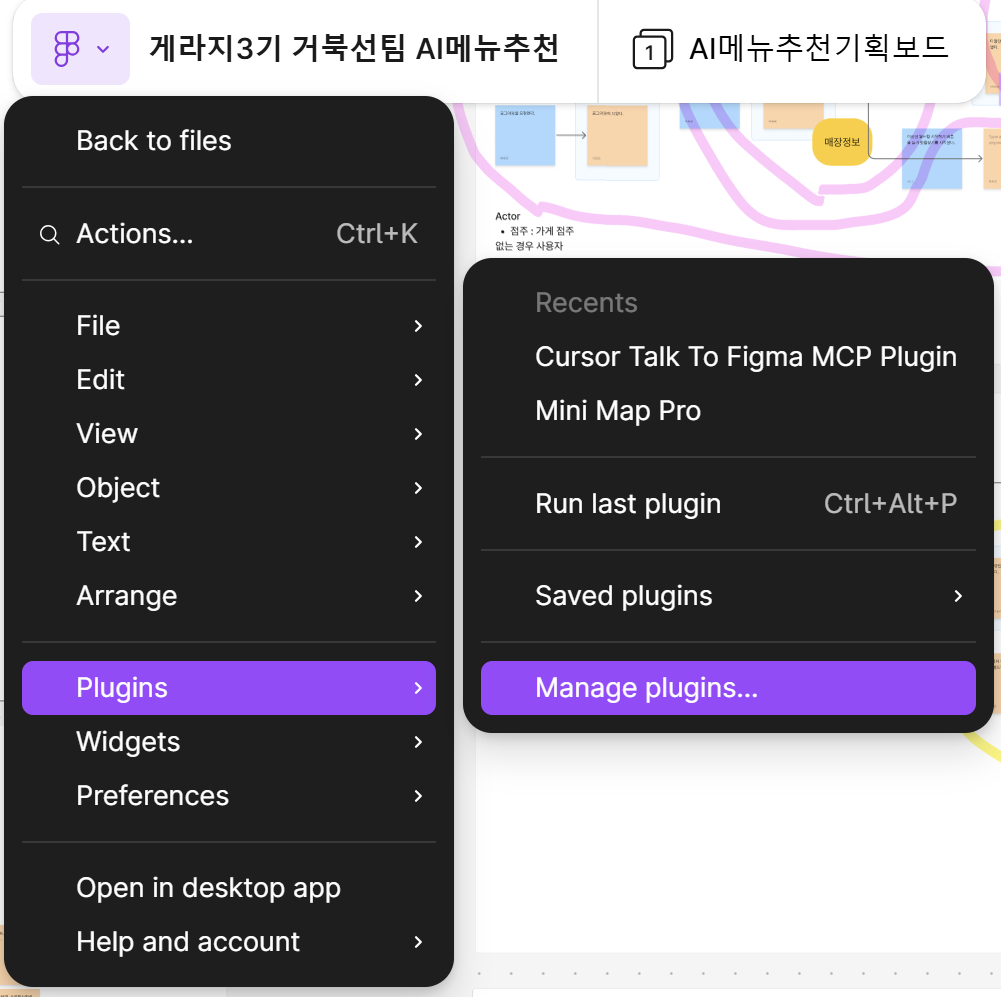 게라지3기 거북선팀 AI메뉴추천
1 AI메뉴추천기획보드
매장정보
Actor
• 점주 : 가게 점주
없는 경우 사용자
Back to files
Actions... Ctrl+K
File
Edit
View
Object
Text
Arrange
Plugins
Widgets
Preferences
Open in desktop app
Help and account
Recents
Cursor Talk To Figma MCP Plugin
Mini Map Pro
Run last plugin Ctrl+Alt+P
Saved plugins
Manage plugins...